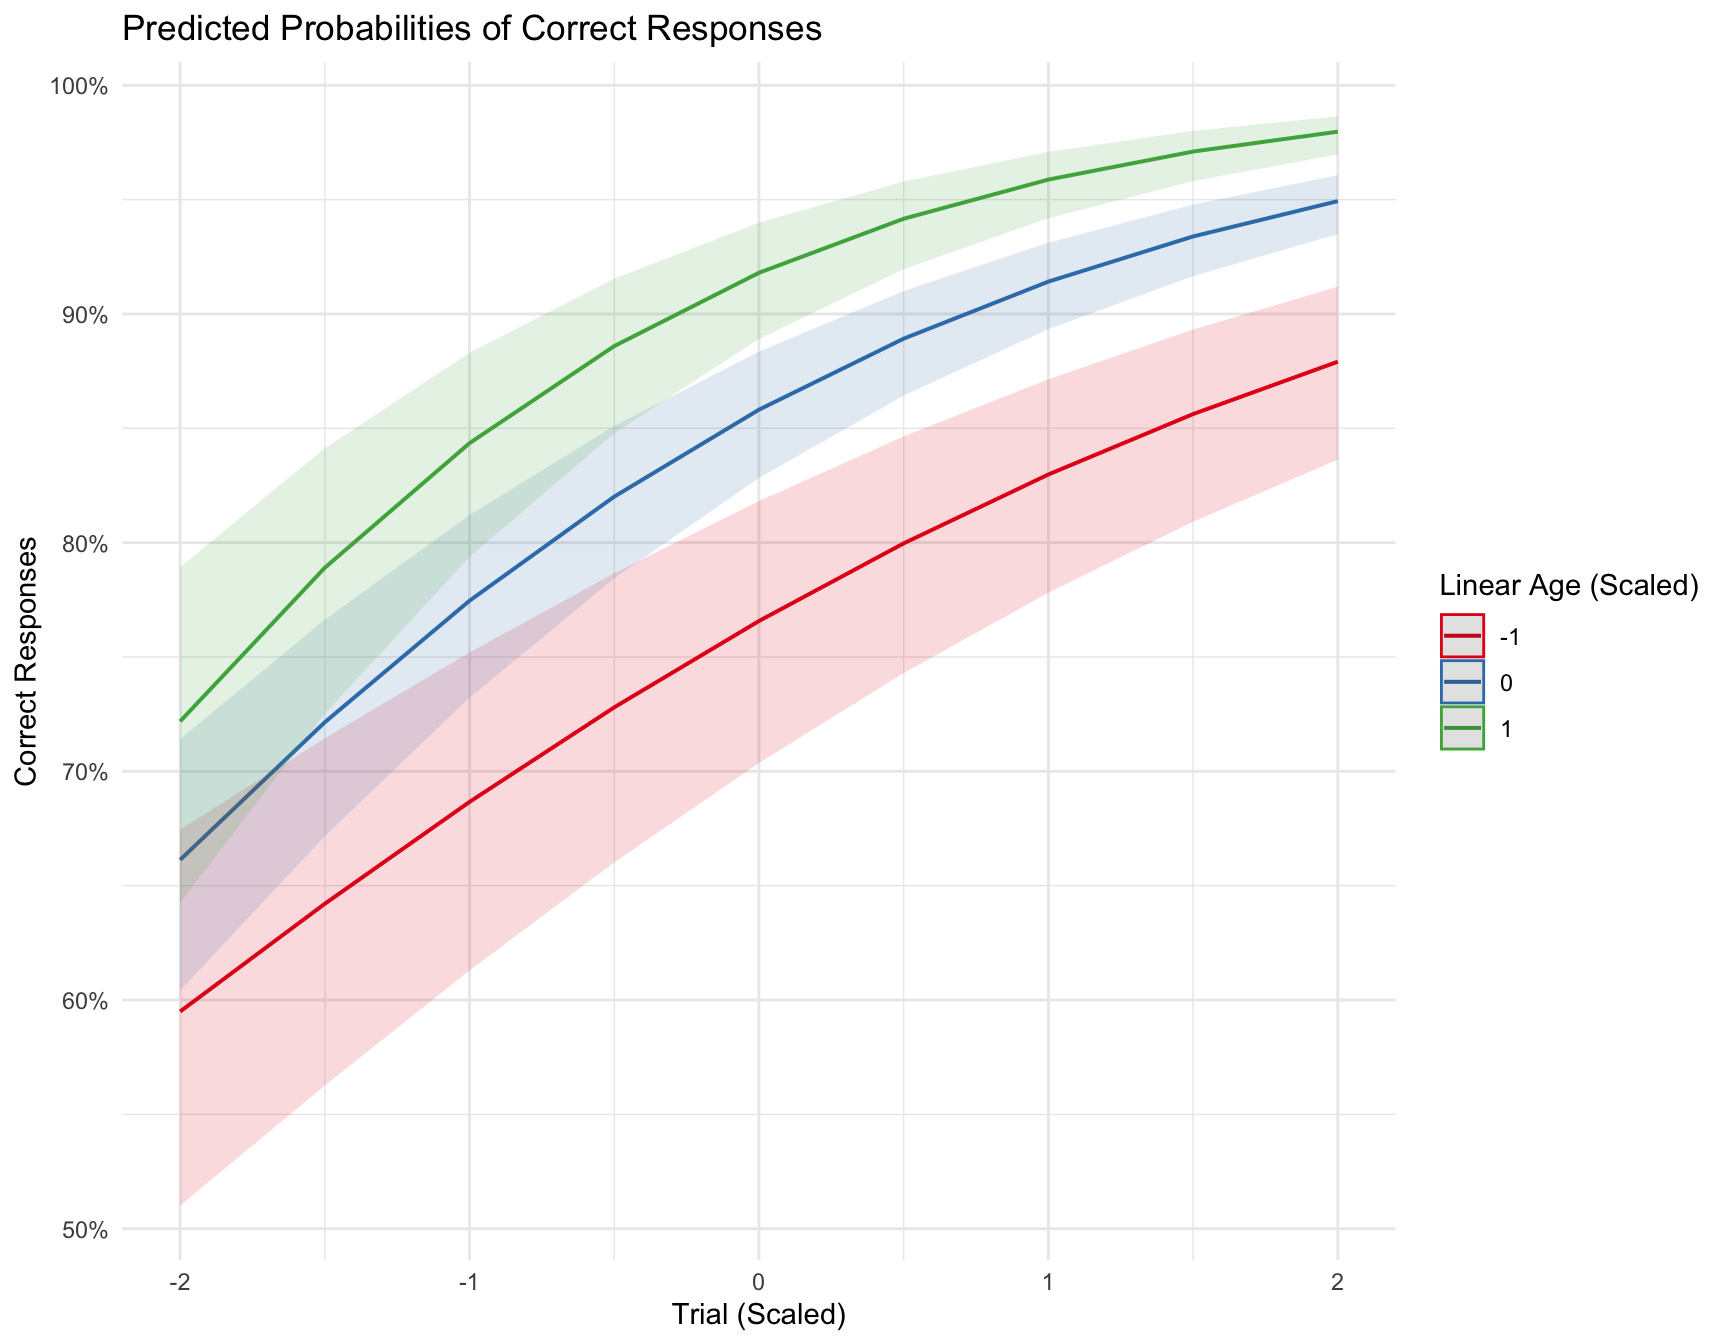 Predicted Probabilities of Correct Responses
100%
90%
80%
70%
60%
50%
Correct Responses
-2 -1 0 1 2
Trial (Scaled)
Linear Age (Scaled)
-1
0
1